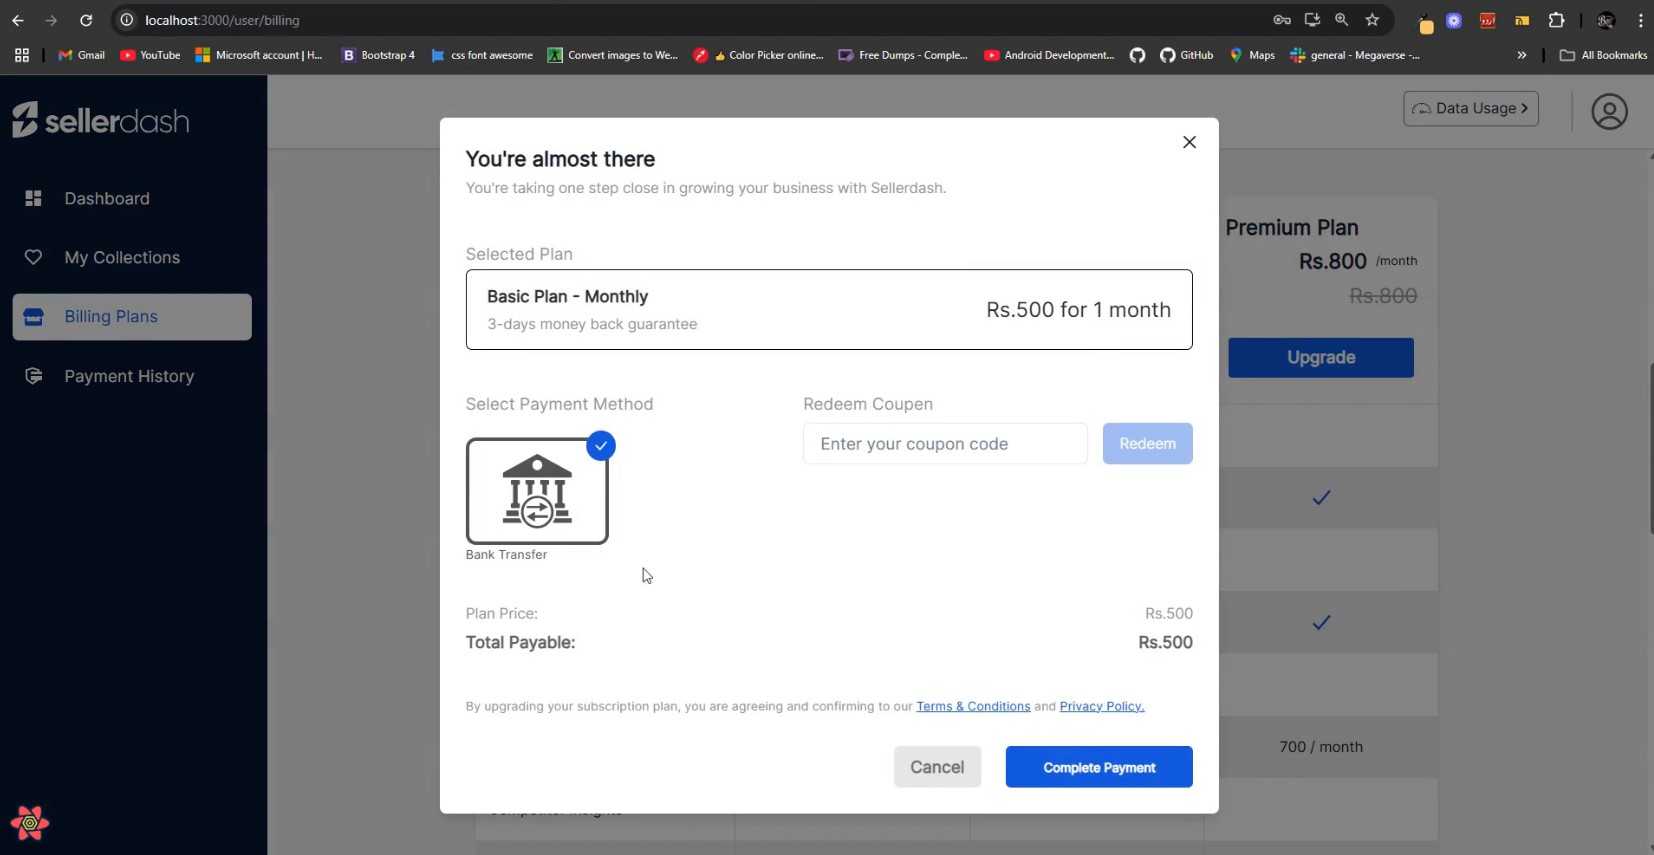 localhost:3000/user/billing
Gmail
YouTube
Microsoft account | H...
Bootstrap 4
css font awesome
Convert images to We...
Color Picker online...
Free Dumps - Comple...
Android Development...
GitHub
Maps
general - Megaverse -...
All Bookmarks
sellerdash
Data Usage
Dashboard
My Collections
Billing Plans
Payment History
You're almost there
You're taking one step close in growing your business with Sellerdash.
Selected Plan
Basic Plan - Monthly
Rs.500 for 1 month
3-days money back guarantee
Select Payment Method
Redeem Coupen
Enter your coupon code
Redeem
Bank Transfer
Plan Price:
Rs.500
Total Payable:
Rs.500
By upgrading your subscription plan, you are agreeing and confirming to our Terms & Conditions and Privacy Policy.
Cancel
Complete Payment
Premium Plan
Rs.800 /month
Rs.800
Upgrade
700 / month